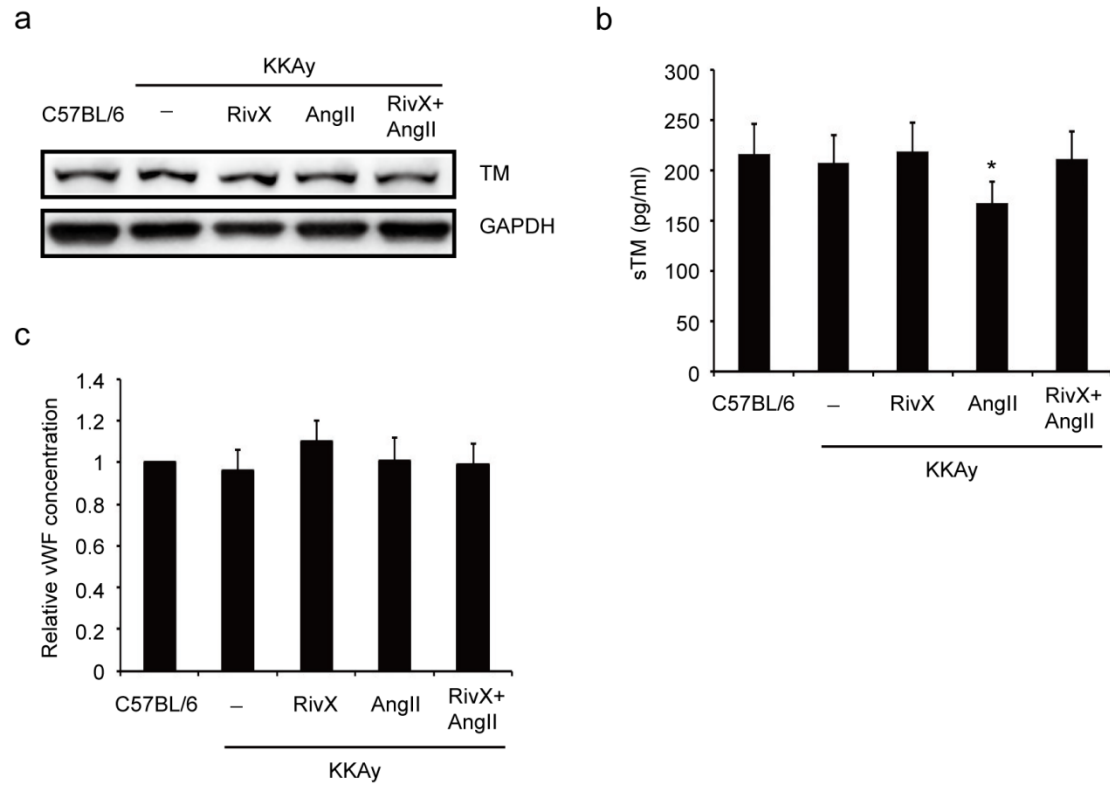 a
KKAy
C57BL/6
–
RivX
AngII
RivX+
AngII
TM
GAPDH
b
sTM (pg/ml)
300
250
200
150
100
50
0
*
C57BL/6
–
RivX
AngII
RivX+
AngII
KKAy
c
Relative vWF concentration
1.4
1.2
1
0.8
0.6
0.4
0.2
0
C57BL/6
–
RivX
AngII
RivX+
AngII
KKAy